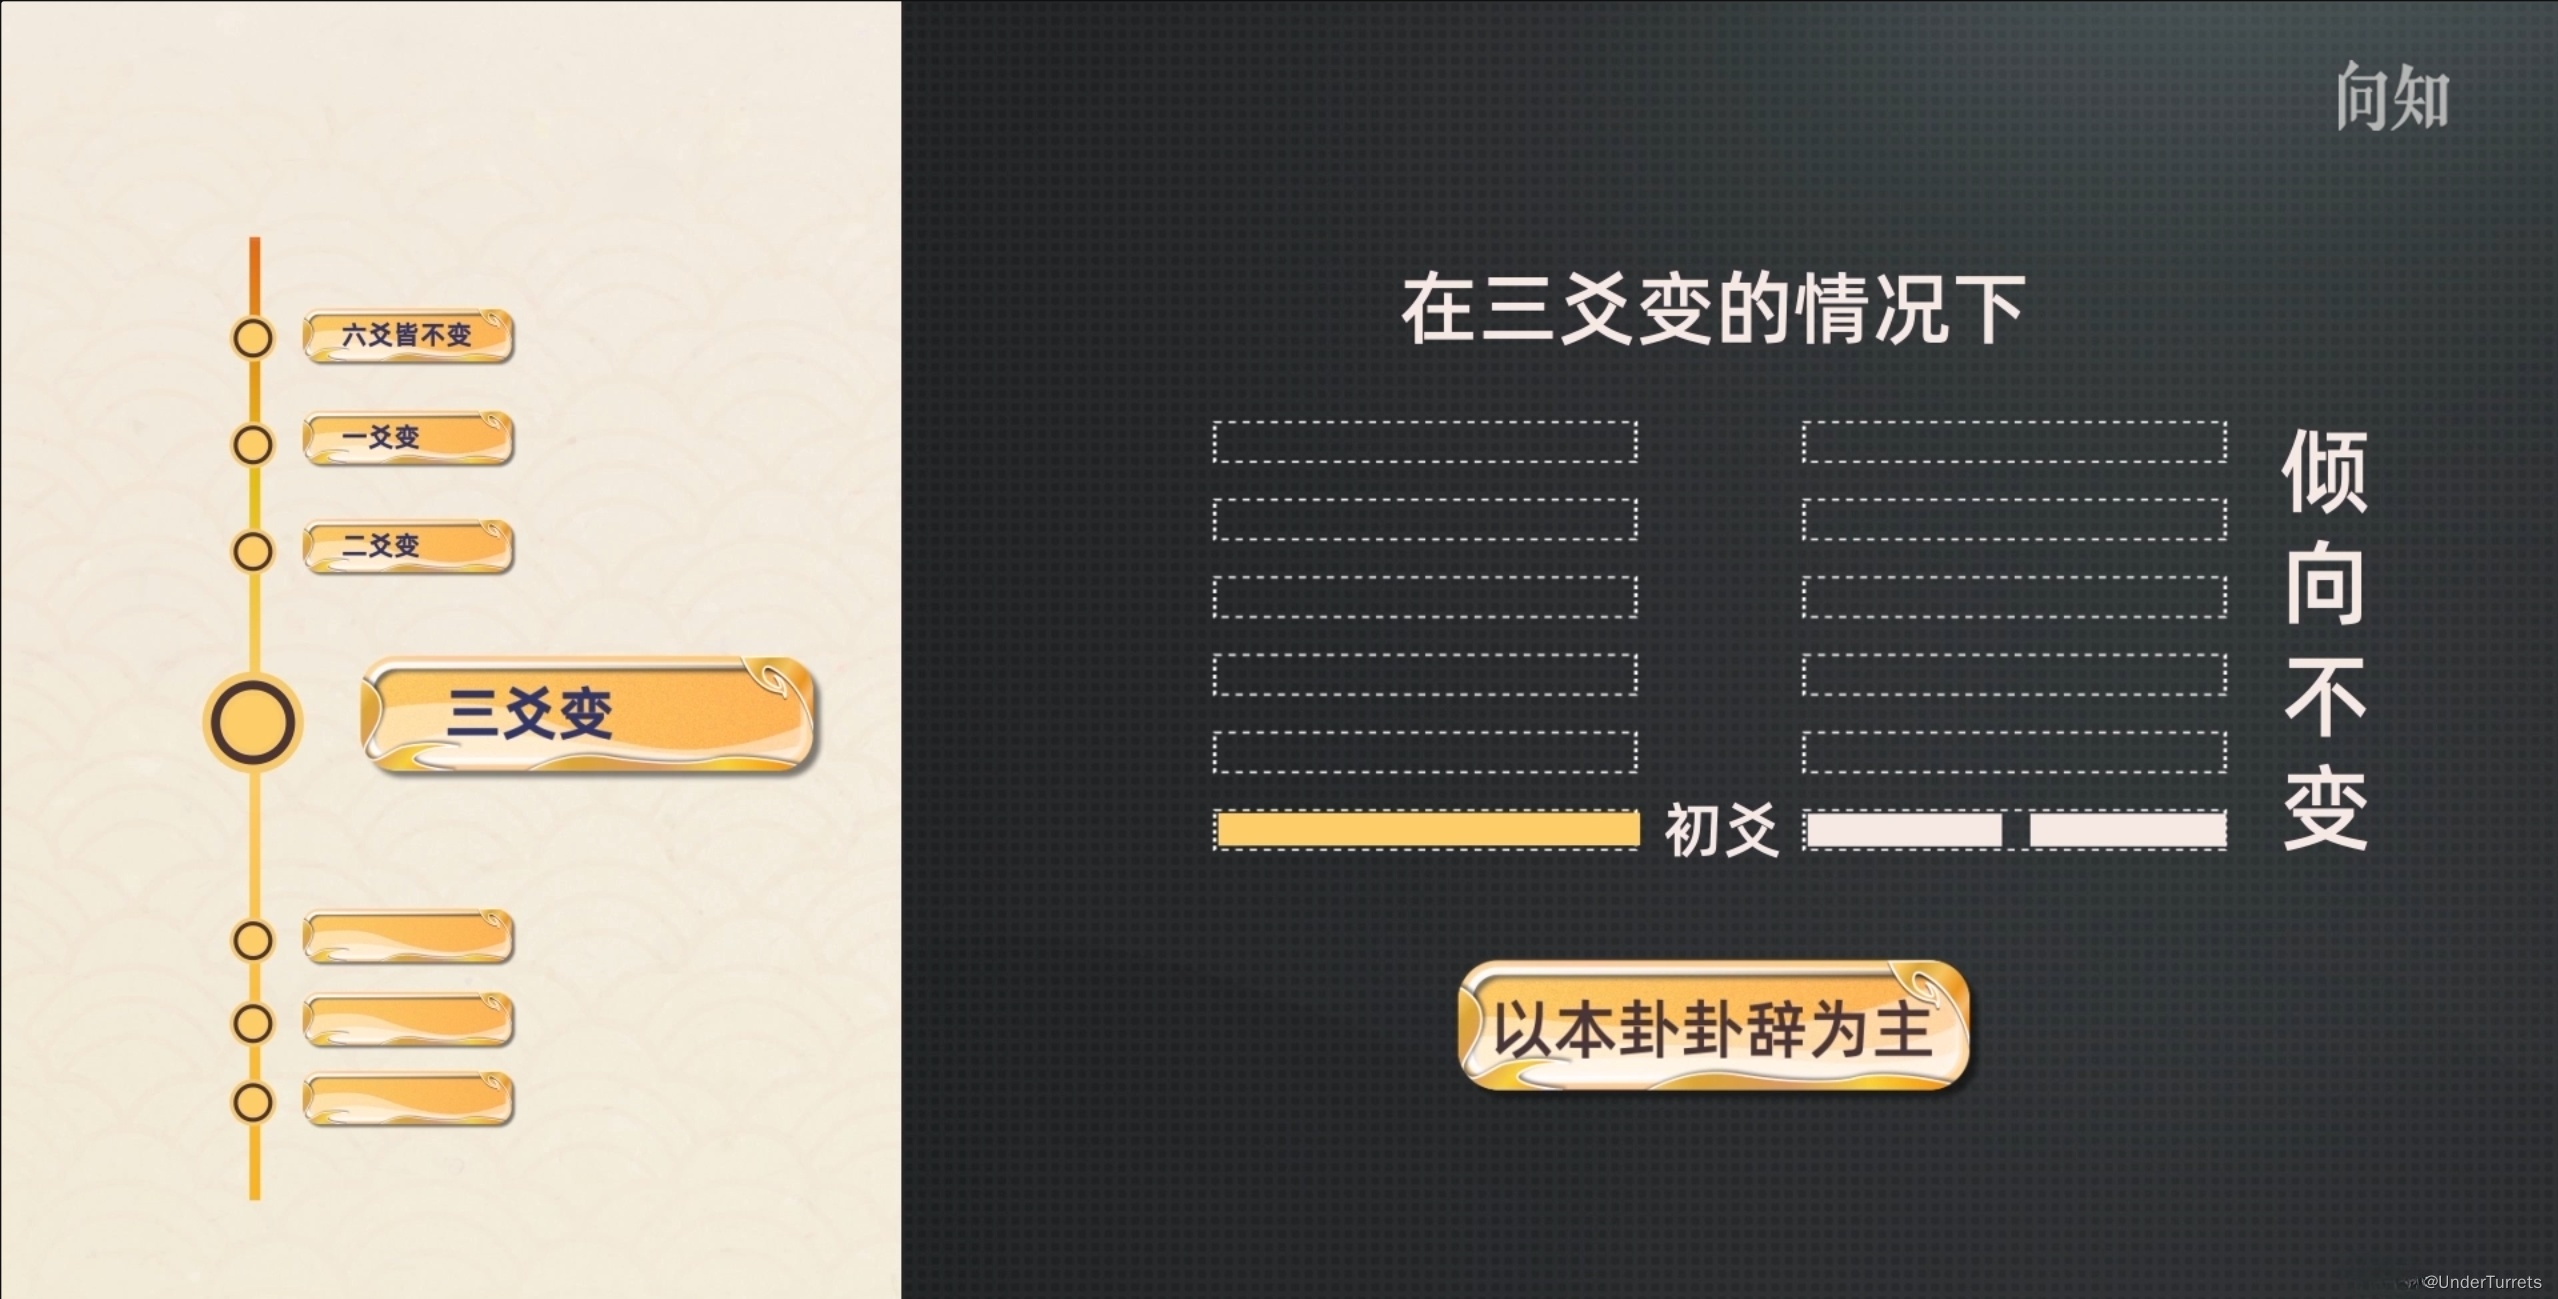 六爻皆不变
一爻变
二爻变
三爻变
问知
在三爻变的情况下
倾向不变
初爻
以本卦卦辞为主
@UnderTurrets